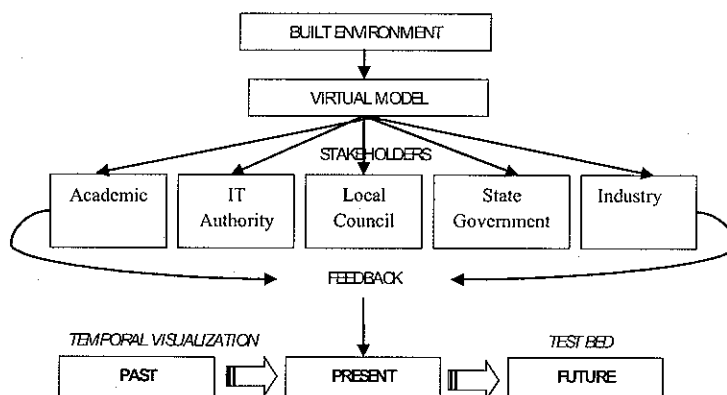 BUILT ENVIRONMENT
VIRTUAL MODEL
STAKEHOLDERS
Academic
IT
Authority
Local
Council
State
Government
Industry
FEEDBACK
TEMPORAL VISUALIZATION
TEST BED
PAST
PRESENT
FUTURE